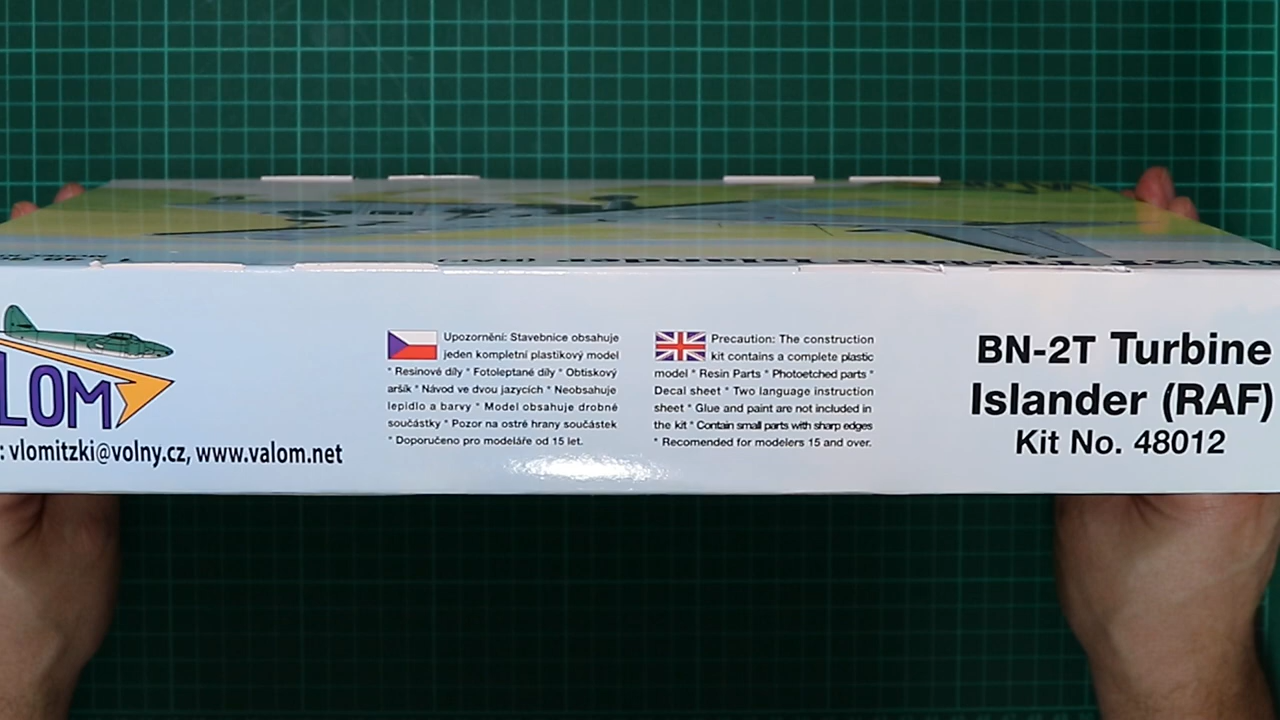 LOM
: vlomitzki@volny.cz, www.valom.net
Upozornění: Stavebnice obsahuje
jeden kompletní plastikový model
* Resinové díly * Fotoleptané díly * Obtiskový
aršík * Návod ve dvou jazycích * Neobsahuje
lepidlo a barvy * Model obsahuje drobné
součástky * Pozor na ostré hrany součástek
* Doporučeno pro modeláře od 15 let.
Precaution: The construction
kit contains a complete plastic
model * Resin Parts * Photoetched parts *
Decal sheet * Two language instruction
sheet * Glue and paint are not included in
the kit * Contain small parts with sharp edges
* Recomended for modelers 15 and over.
BN-2T Turbine
Islander (RAF)
Kit No. 48012